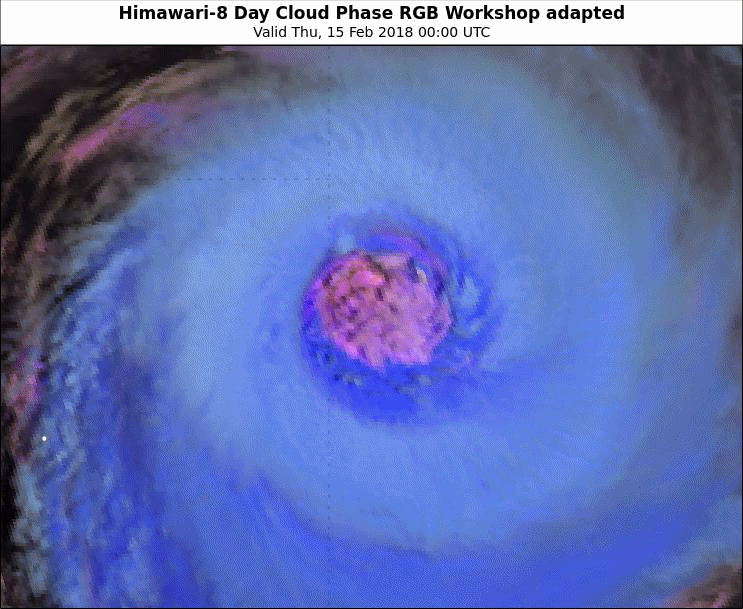 Himawari-8 Day Cloud Phase RGB Workshop adapted
Valid Thu, 15 Feb 2018 00:00 UTC